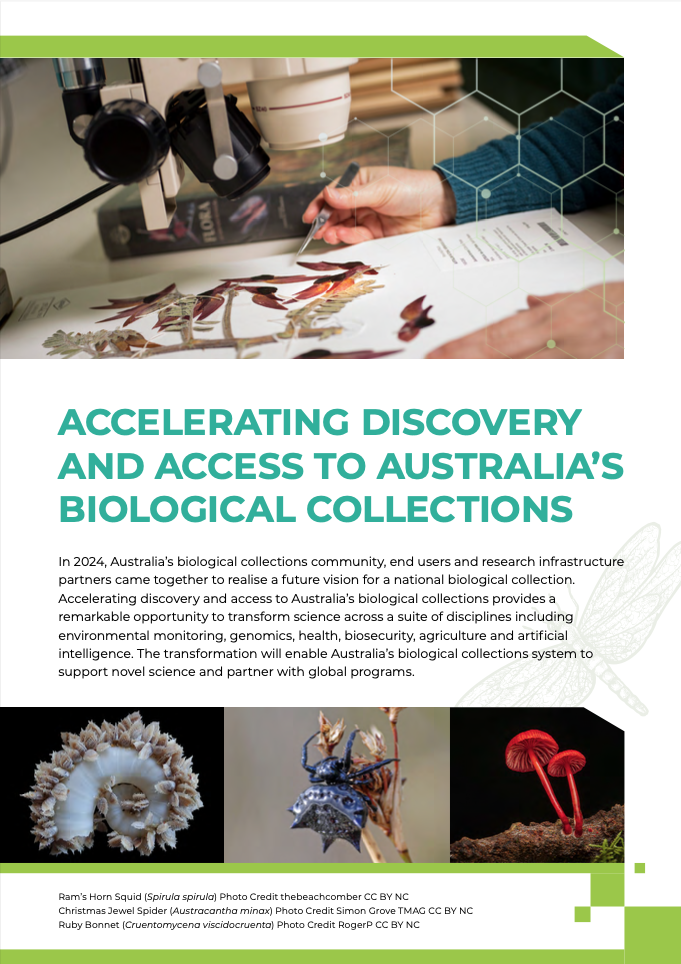 FLORA
ACCELERATING DISCOVERY
AND ACCESS TO AUSTRALIA’S
BIOLOGICAL COLLECTIONS
In 2024, Australia’s biological collections community, end users and research infrastructure
partners came together to realise a future vision for a national biological collection.
Accelerating discovery and access to Australia’s biological collections provides a
remarkable opportunity to transform science across a suite of disciplines including
environmental monitoring, genomics, health, biosecurity, agriculture and artificial
intelligence. The transformation will enable Australia’s biological collections system to
support novel science and partner with global programs.
Ram’s Horn Squid (Spirula spirula) Photo Credit thebeachcomber CC BY NC
Christmas Jewel Spider (Austracantha minax) Photo Credit Simon Grove TMAG CC BY NC
Ruby Bonnet (Cruentomycena viscidocruenta) Photo Credit RogerP CC BY NC